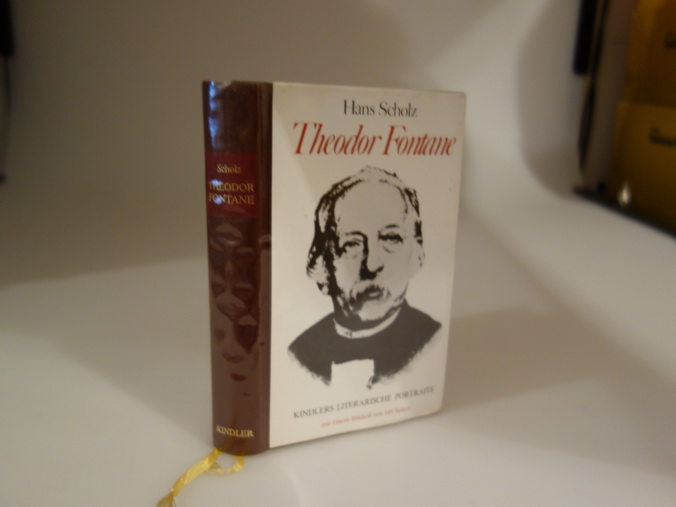 Scholz
THEODOR
FONTANE
KINDLER
Hans Scholz
Theodor Fontane
KINDLERS LITERARISCHE PORTRAITS